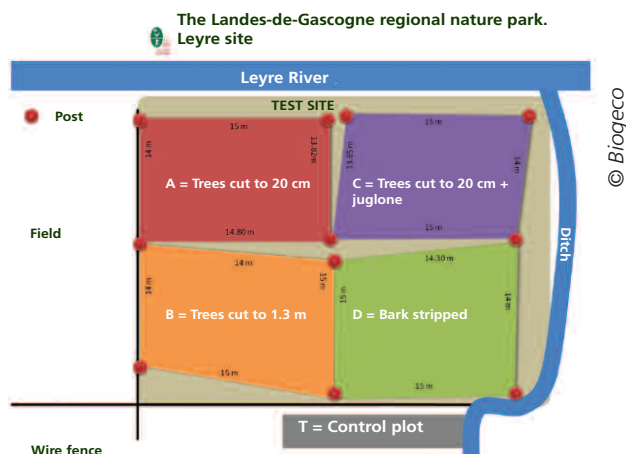 The Landes-de-Gascogne regional nature park.
Leyre site
Leyre River
© Biogeco
Post
TEST SITE
15 m
15 m
14 m
13.82m
13.85m
14 m
A = Trees cut to 20 cm
C = Trees cut to 20 cm +
juglone
Field
Ditch
14.80 m
15 m
14 m
14.30 m
14 m
15 m
15 m
14 m
B = Trees cut to 1.3 m
D = Bark stripped
15 m
15 m
T = Control plot
Wire fence